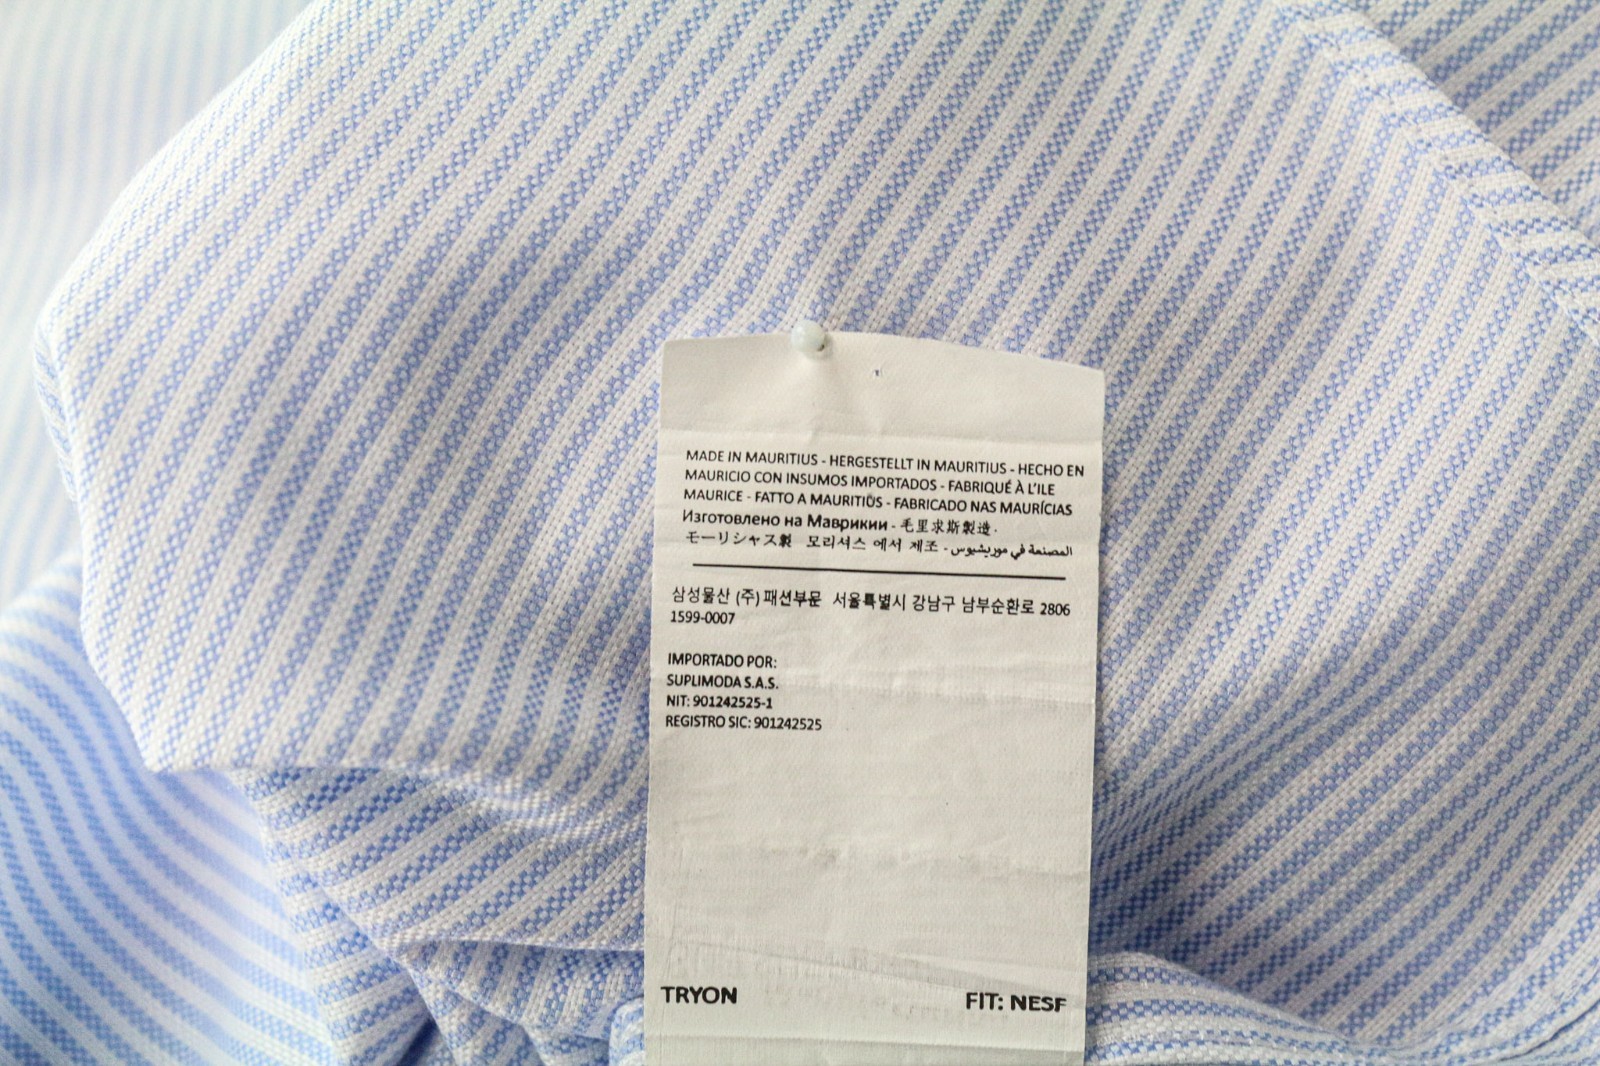 MADE IN MAURITIUS - HERGESTELLT IN MAURITIUS - HECHO EN
MAURICIO CON INSUMOS IMPORTADOS - FABRIQUÉ À L'ILE
MAURICE - FATTO A MAURITIUS - FABRICADO NAS MAURÍCIAS
Изготовлено на Маврикии - 毛里求斯製造 -
モーリシャス製 모리셔스 에서 제조 - المصنعة في موريشيوس
삼성물산 (주) 패션부문 서울특별시 강남구 남부순환로 2806
1599-0007
IMPORTADO POR:
SUPLIMODA S.A.S.
NIT: 901242525-1
REGISTRO SIC: 901242525
TRYON FIT: NESF